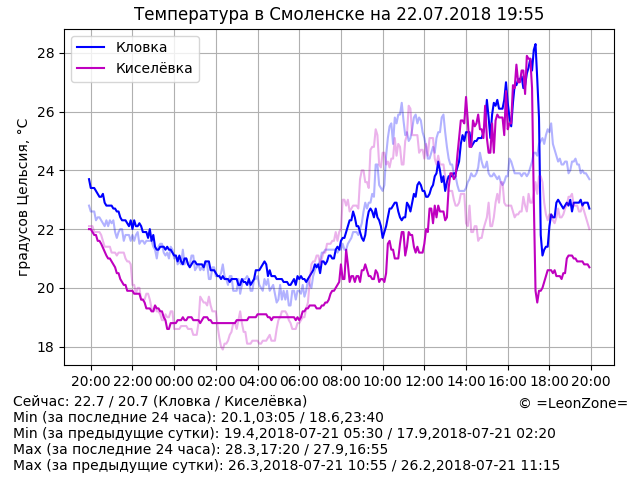 Температура в Смоленске на 22.07.2018 19:55
Кловка
Киселёвка
градусов Цельсия, °C
28
26
24
22
20
18
20:00 22:00 00:00 02:00 04:00 06:00 08:00 10:00 12:00 14:00 16:00 18:00 20:00
Сейчас: 22.7 / 20.7 (Кловка / Киселёвка)
© =LeonZone=
Min (за последние 24 часа): 20.1,03:05 / 18.6,23:40
Min (за предыдущие сутки): 19.4,2018-07-21 05:30 / 17.9,2018-07-21 02:20
Max (за последние 24 часа): 28.3,17:20 / 27.9,16:55
Max (за предыдущие сутки): 26.3,2018-07-21 10:55 / 26.2,2018-07-21 11:15